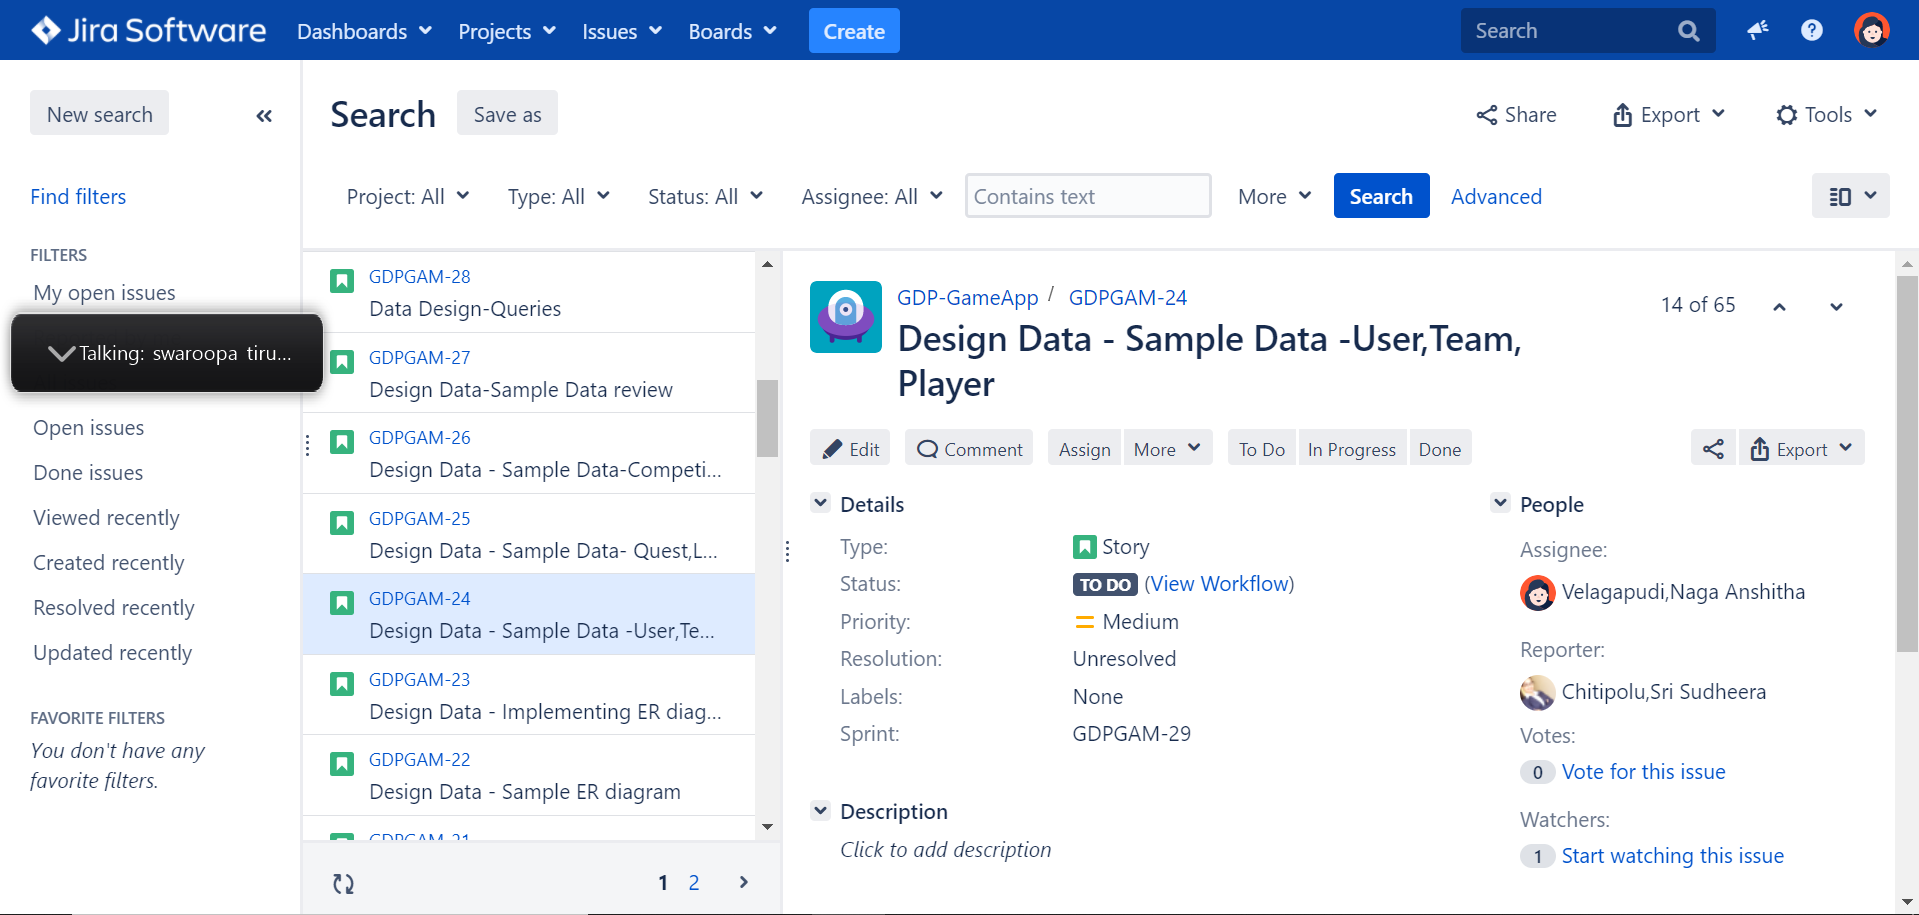 Jira Software Dashboards Projects Issues Boards Create Search
New search
Find filters
FILTERS
My open issues
Talking: swaroopa tiru...
Open issues
Done issues
Viewed recently
Created recently
Resolved recently
Updated recently
FAVORITE FILTERS
You don't have any
favorite filters.
Search Save as Share Export Tools
Project: All Type: All Status: All Assignee: All Contains text More Search Advanced
GDPGAM-28
Data Design-Queries
GDPGAM-27
Design Data-Sample Data review
GDPGAM-26
Design Data - Sample Data-Competi...
GDPGAM-25
Design Data - Sample Data- Quest,L...
GDPGAM-24
Design Data - Sample Data -User,Te...
GDPGAM-23
Design Data - Implementing ER diag...
GDPGAM-22
Design Data - Sample ER diagram
GDPGAM-21
1 2
GDP-GameApp / GDPGAM-24
14 of 65
Design Data - Sample Data -User,Team,
Player
Edit Comment Assign More To Do In Progress Done Export
Details
Type: Story
Status: TO DO (View Workflow)
Priority: Medium
Resolution: Unresolved
Labels: None
Sprint: GDPGAM-29
Description
Click to add description
People
Assignee:
Velagapudi,Naga Anshitha
Reporter:
Chitipolu,Sri Sudheera
Votes:
0 Vote for this issue
Watchers:
1 Start watching this issue